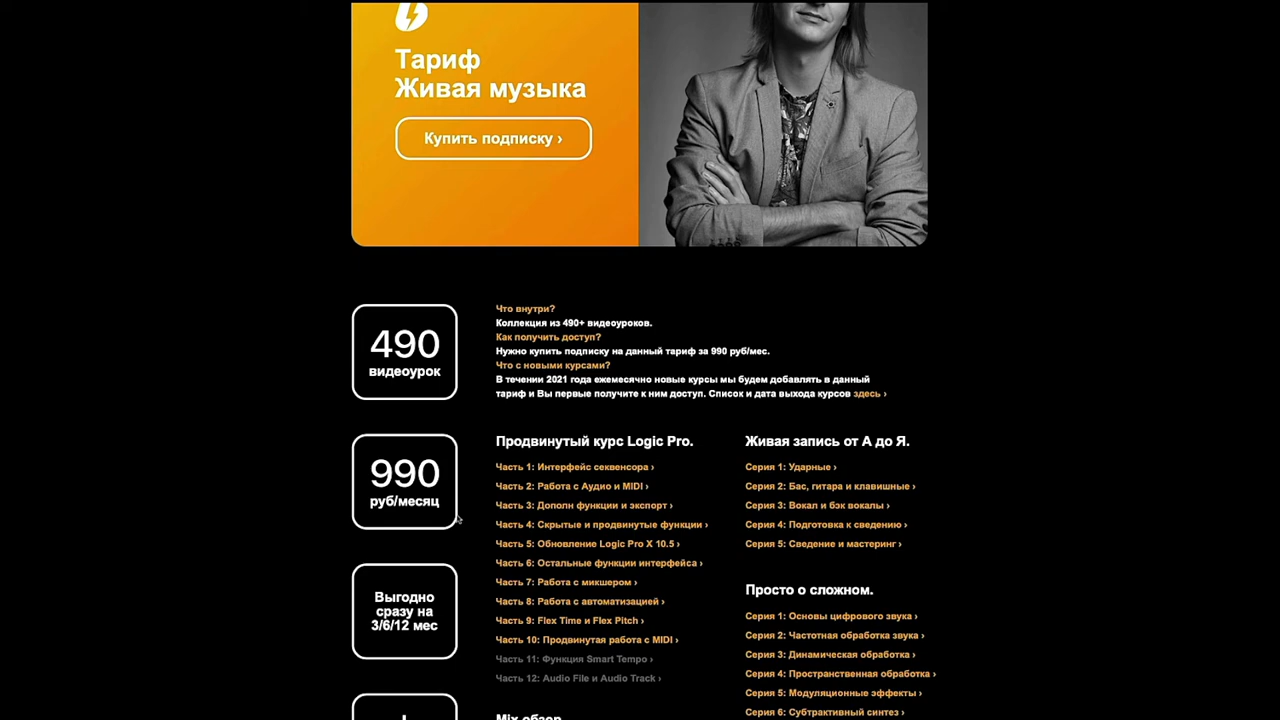 Тариф
Живая музыка
Купить подписку ›
490
видеоурок
Что внутри?
Коллекция из 490+ видеоуроков.
Как получить доступ?
Нужно купить подписку на данный тариф за 990 руб/мес.
Что с новыми курсами?
В течении 2021 года ежемесячно новые курсы мы будем добавлять в данный
тариф и Вы первые получите к ним доступ. Список и дата выхода курсов здесь ›
990
руб/месяц
Выгодно
сразу на
3/6/12 мес
Продвинутый курс Logic Pro.
Часть 1: Интерфейс секвенсора ›
Часть 2: Работа с Аудио и MIDI ›
Часть 3: Дополн функции и экспорт ›
Часть 4: Скрытые и продвинутые функции ›
Часть 5: Обновление Logic Pro X 10.5 ›
Часть 6: Остальные функции интерфейса ›
Часть 7: Работа с микшером ›
Часть 8: Работа с автоматизацией ›
Часть 9: Flex Time и Flex Pitch ›
Часть 10: Продвинутая работа с MIDI ›
Часть 11: Функция Smart Tempo ›
Часть 12: Audio File и Audio Track ›
Mix обзор
Живая запись от А до Я.
Серия 1: Ударные ›
Серия 2: Бас, гитара и клавишные ›
Серия 3: Вокал и бэк вокалы ›
Серия 4: Подготовка к сведению ›
Серия 5: Сведение и мастеринг ›
Просто о сложном.
Серия 1: Основы цифрового звука ›
Серия 2: Частотная обработка звука ›
Серия 3: Динамическая обработка ›
Серия 4: Пространственная обработка ›
Серия 5: Модуляционные эффекты ›
Серия 6: Субтрактивный синтез ›